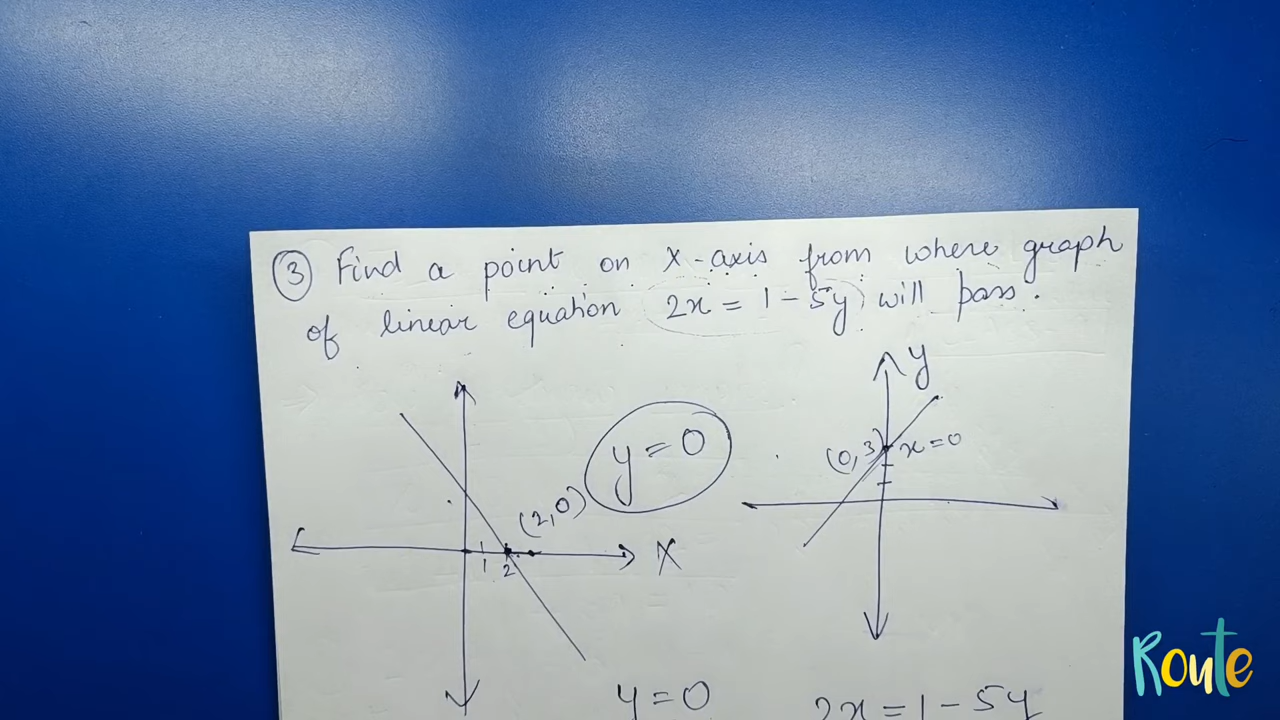 ③ Find a point on X-axis from where graph
of linear equation 2x = 1 - 5y will pass.
y
y = 0
(0,3) x=0
(2,0)
X
1 2
y = 0
2x = 1 - 5y
Route